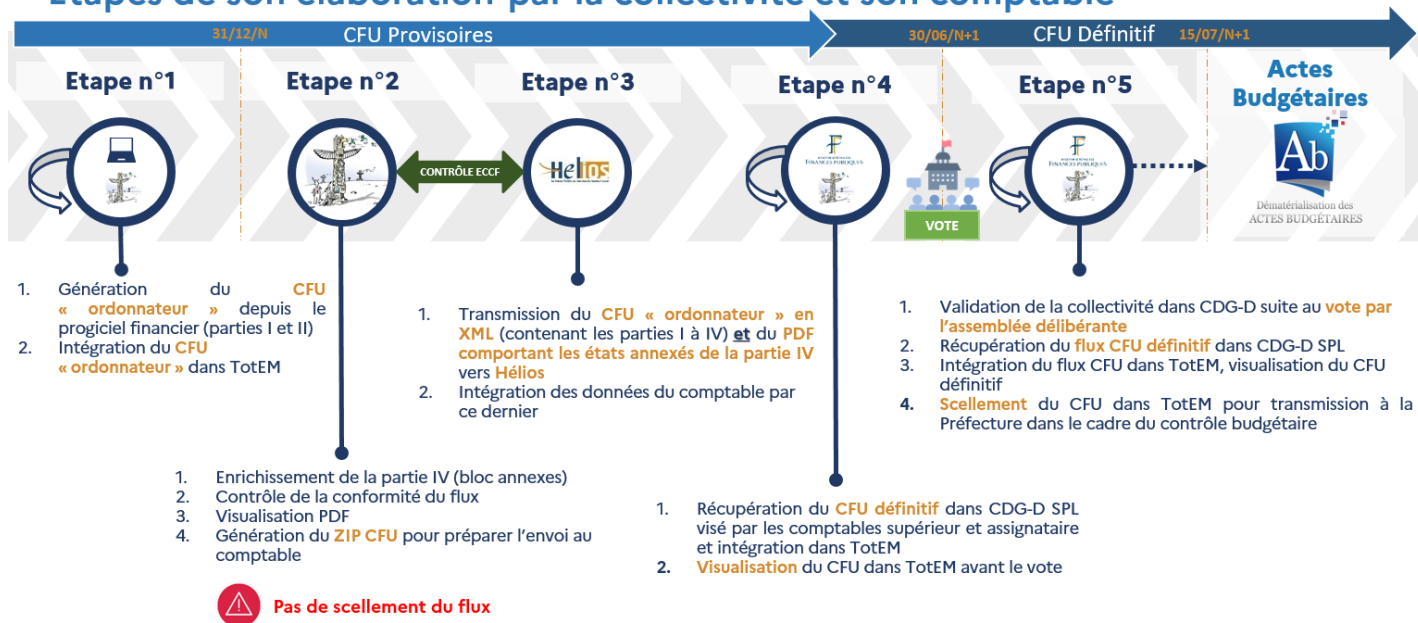 Etapes de son élaboration par la collectivité et son comptable
31/12/N
CFU Provisoires
30/06/N+1
CFU Définitif
15/07/N+1
Etape n°1
Etape n°2
Etape n°3
Etape n°4
Etape n°5
Actes
Budgétaires
CONTRÔLE ECCF
Hélios
FINANCES PUBLIQUES
VOTE
FINANCES PUBLIQUES
Ab
Dématérialisation des
ACTES BUDGÉTAIRES
1. Génération du CFU
« ordonnateur » depuis le
progiciel financier (parties I et II)
2. Intégration du CFU
« ordonnateur » dans TotEM
1. Enrichissement de la partie IV (bloc annexes)
2. Contrôle de la conformité du flux
3. Visualisation PDF
4. Génération du ZIP CFU pour préparer l'envoi au
comptable
Pas de scellement du flux
1. Transmission du CFU « ordonnateur » en
XML (contenant les parties I à IV) et du PDF
comportant les états annexés de la partie IV
vers Hélios
2. Intégration des données du comptable par
ce dernier
1. Récupération du CFU définitif dans CDG-D SPL
visé par les comptables supérieur et assignataire
et intégration dans TotEM
2. Visualisation du CFU dans TotEM avant le vote
1. Validation de la collectivité dans CDG-D suite au vote par
l'assemblée délibérante
2. Récupération du flux CFU définitif dans CDG-D SPL
3. Intégration du flux CFU dans TotEM, visualisation du CFU
définitif
4. Scellement du CFU dans TotEM pour transmission à la
Préfecture dans le cadre du contrôle budgétaire